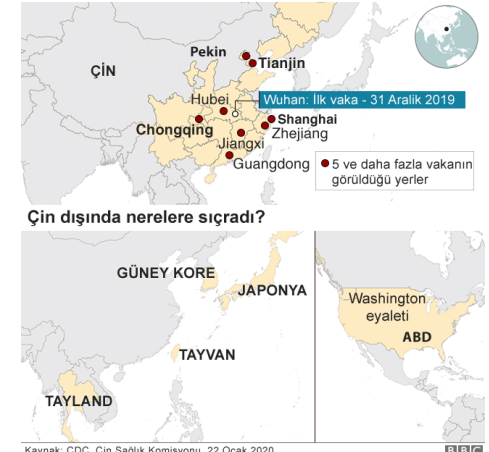 Pekin
Tianjin
ÇİN
Hubei
Wuhan: İlk vaka - 31 Aralik 2019
Chongqing
Shanghai
Zhejiang
Jiangxi
Guangdong
5 ve daha fazla vakanın
görüldüğü yerler
Çin dışında nerelere sıçradı?
GÜNEY KORE
JAPONYA
TAYVAN
TAYLAND
Washington
eyaleti
ABD
Kaynak: CDC, Çin Sağlık Komisyonu, 22 Ocak 2020
BBC